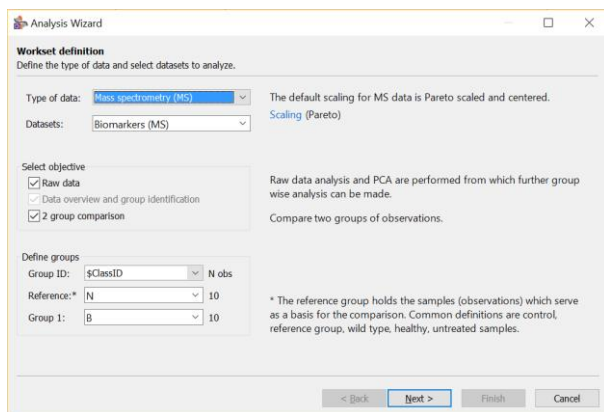 Analysis Wizard
Workset definition
Define the type of data and select datasets to analyze.
Type of data: Mass spectrometry (MS)
The default scaling for MS data is Pareto scaled and centered.
Scaling (Pareto)
Datasets: Biomarkers (MS)
Select objective
Raw data
Data overview and group identification
2 group comparison
Raw data analysis and PCA are performed from which further group
wise analysis can be made.
Compare two groups of observations.
Define groups
Group ID: $ClassID N obs
Reference:* N 10
Group 1: B 10
* The reference group holds the samples (observations) which serve
as a basis for the comparison. Common definitions are control,
reference group, wild type, healthy, untreated samples.
< Back Next > Finish Cancel